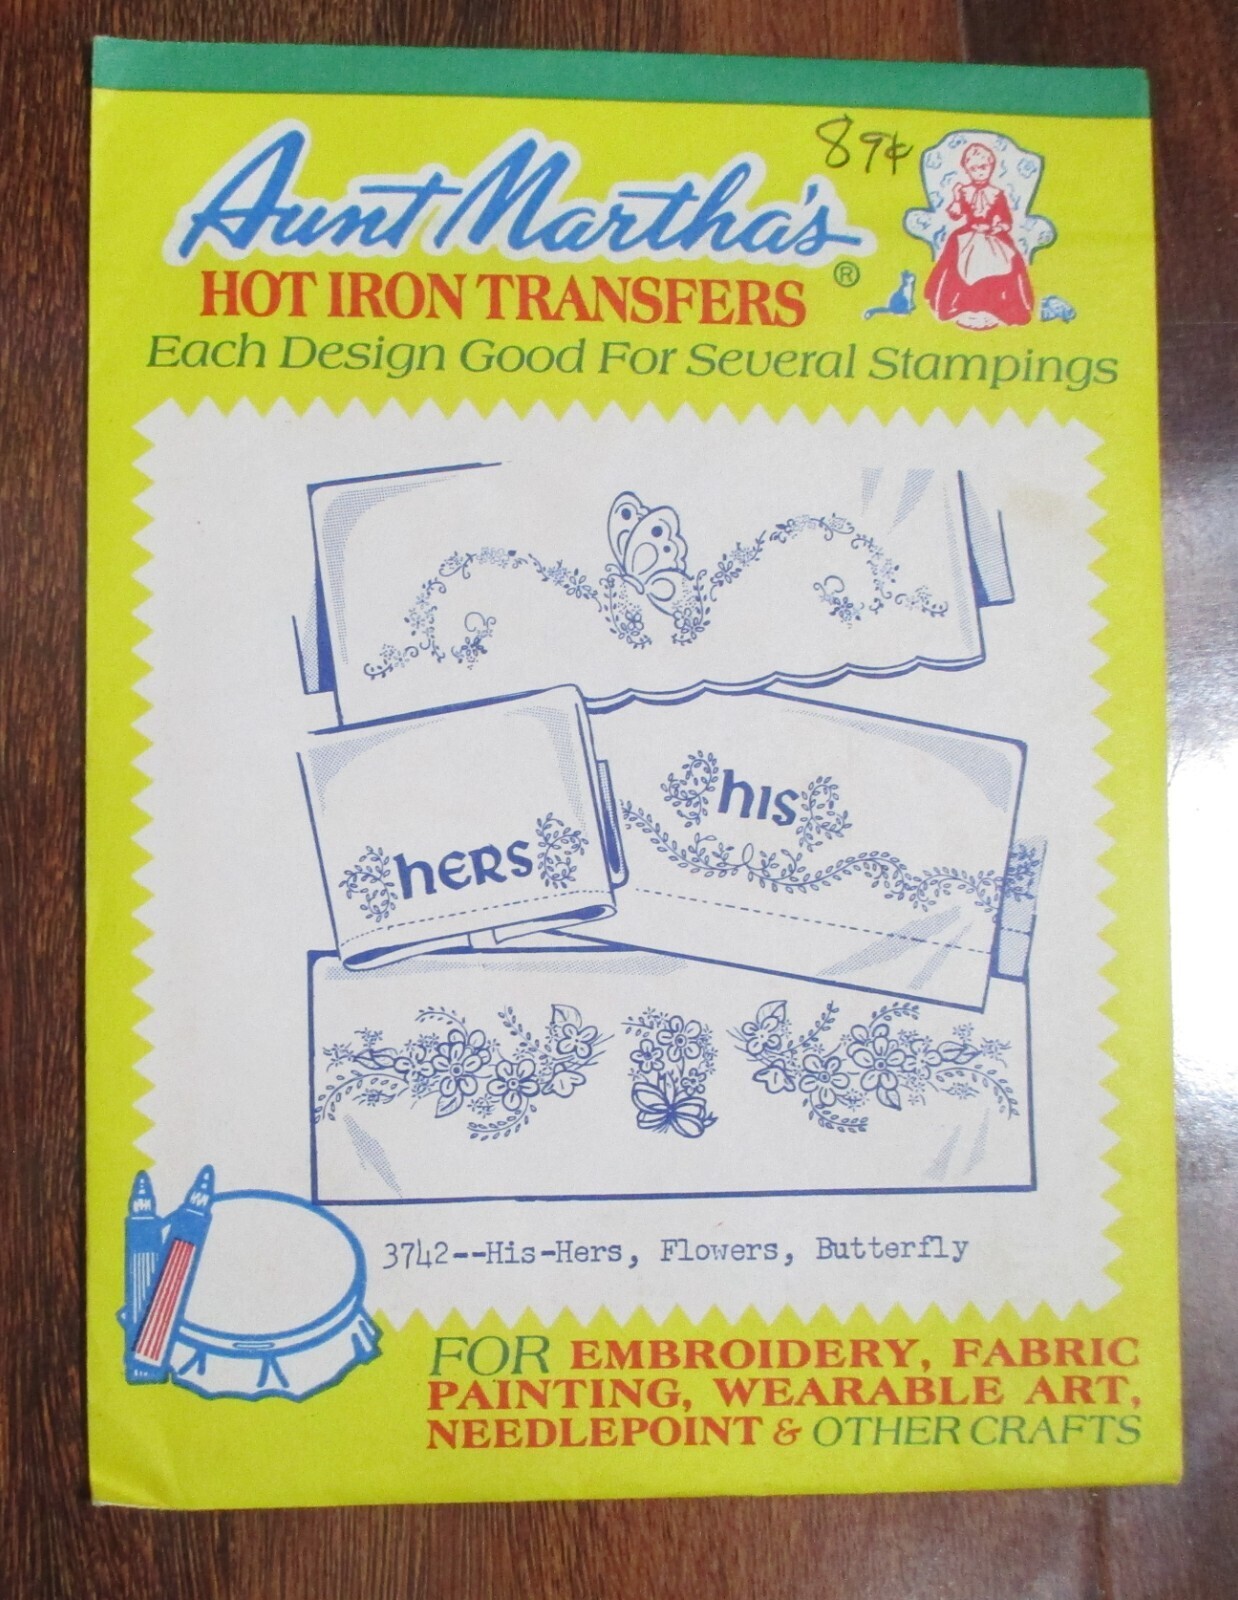 89¢
Aunt Martha's
HOT IRON TRANSFERS ®
Each Design Good For Several Stampings
his
hers
3742--His-Hers, Flowers, Butterfly
FOR EMBROIDERY, FABRIC
PAINTING, WEARABLE ART,
NEEDLEPOINT & OTHER CRAFTS